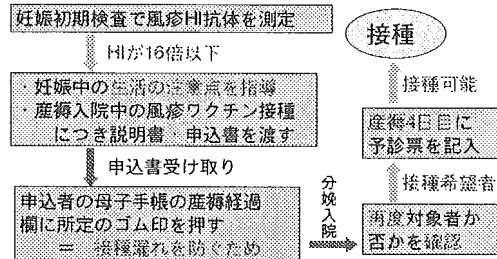 妊娠初期検査で風疹HI抗体を測定
HIが16倍以下
・妊娠中の生活の注意点を指導
・産褥入院中の風疹ワクチン接種
につき説明書・申込書を渡す
申込書受け取り
申込者の母子手帳の産褥経過
欄に所定のゴム印を押す
＝ 接種漏れを防ぐため
分娩入院
再度対象者か
否かを確認
接種希望者
産褥4日目に
予診票を記入
接種可能
接種